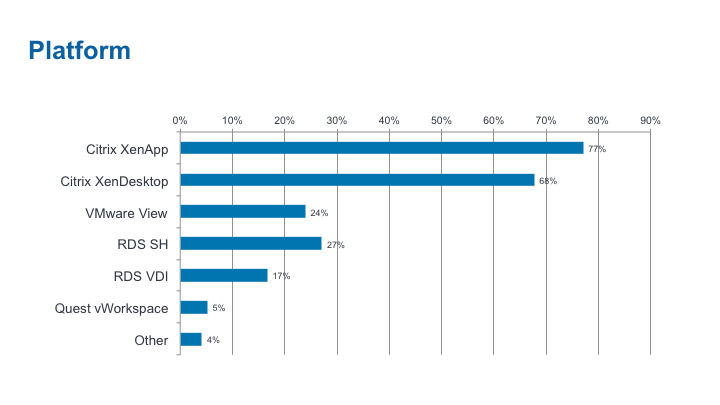 Platform
0% 10% 20% 30% 40% 50% 60% 70% 80% 90%
Citrix XenApp 77%
Citrix XenDesktop 68%
VMware View 24%
RDS SH 27%
RDS VDI 17%
Quest vWorkspace 5%
Other 4%